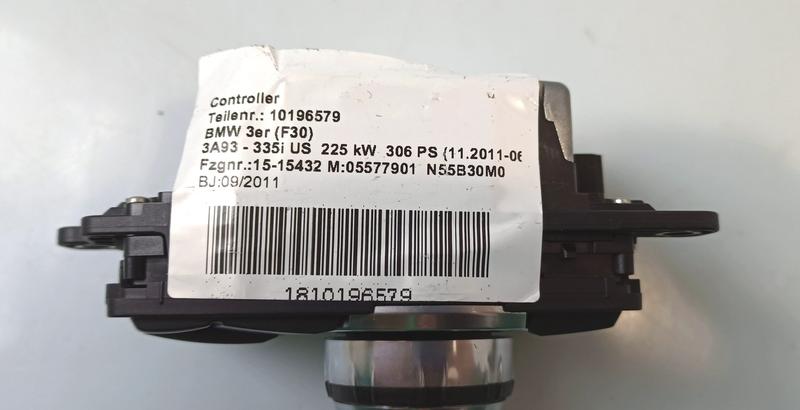 Controller
Teilenr.: 10196579
BMW 3er (F30)
3A93 - 335i US 225 kW 306 PS (11.2011-06
Fzgnr.:15-15432 M:05577901 N55B30M0
BJ:09/2011
1810196579